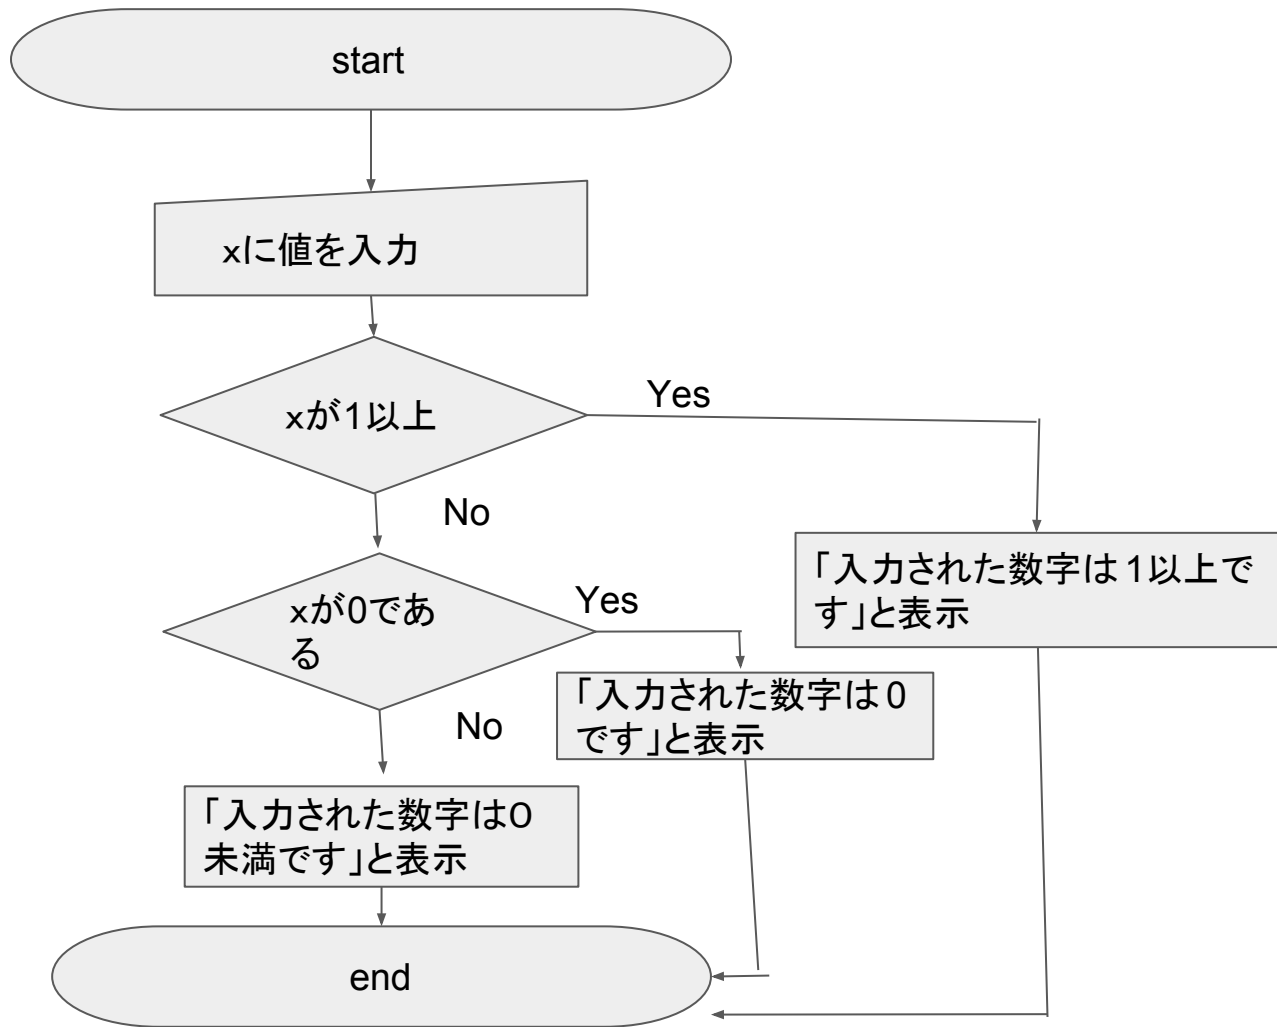 start
xに値を入力
xが1以上
Yes
No
「入力された数字は1以上で
す」と表示
xが0であ
る
Yes
「入力された数字は0
です」と表示
No
「入力された数字は0
未満です」と表示
end